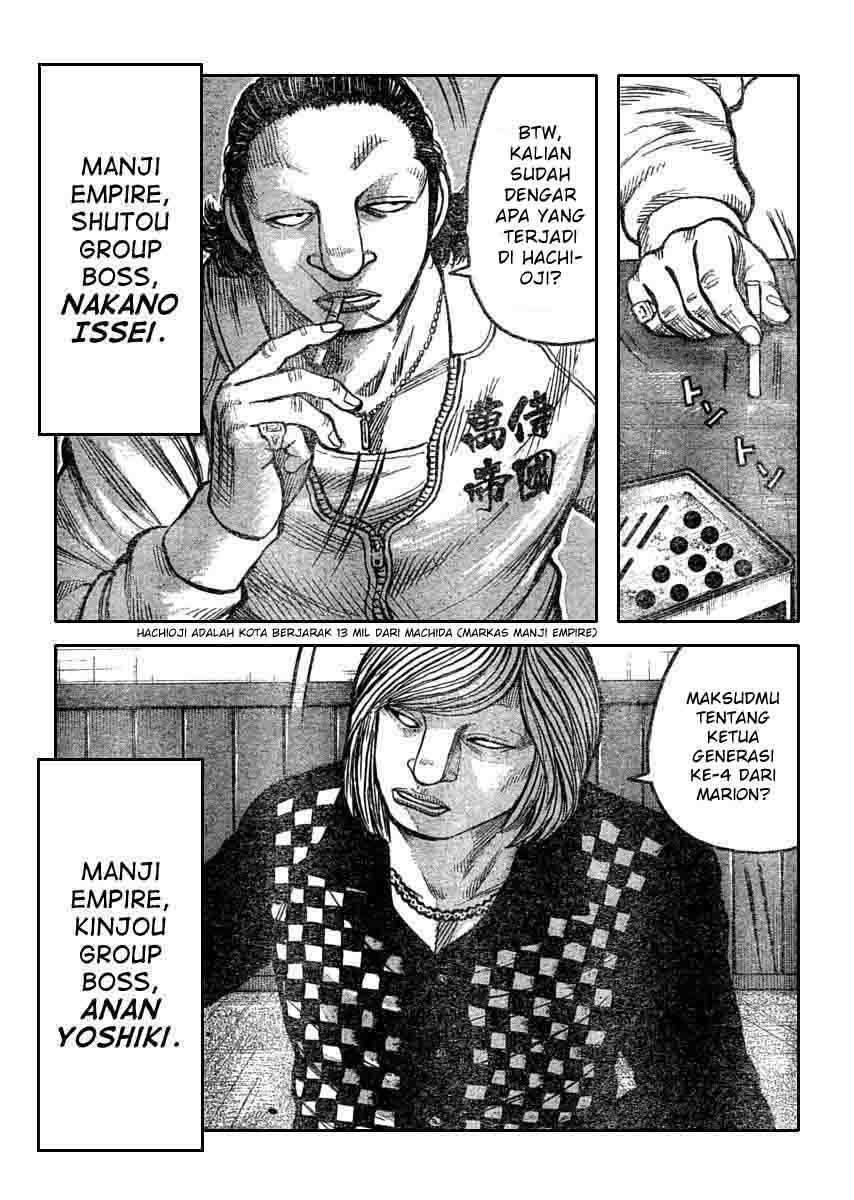 トン
トン
BTW,
KALIAN
SUDAH
DENGAR
APA YANG
TERJADI
DI HACHI-
OJI?
MANJI
EMPIRE,
SHUTOU
GROUP
BOSS,
NAKANO
ISSEI.
萬侍
帝國
HACHIOJI ADALAH KOTA BERJARAK 13 MIL DARI MACHIDA (MARKAS MANJI EMPIRE)
MAKSUDMU
TENTANG
KETUA
GENERASI
KE-4 DARI
MARION?
MANJI
EMPIRE,
KINJOU
GROUP
BOSS,
ANAN
YOSHIKI.